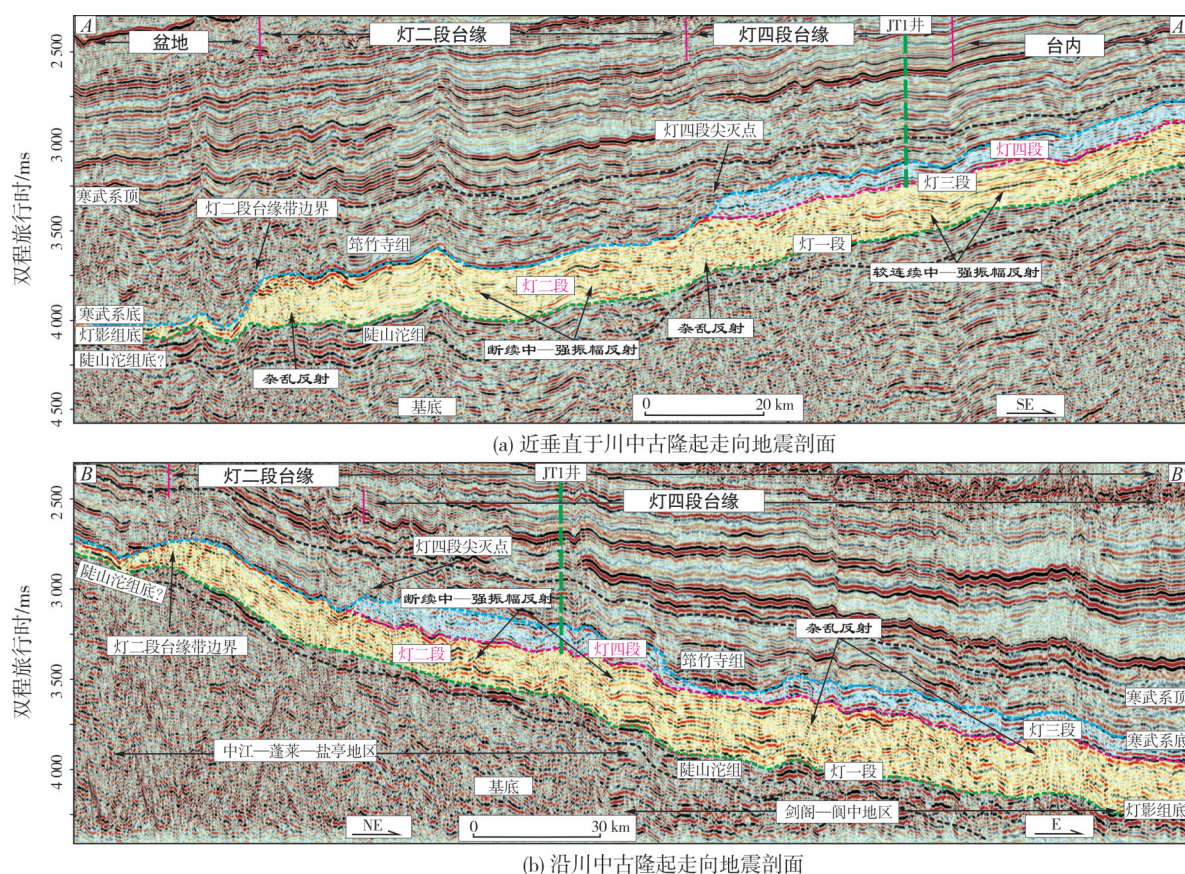 A
A
盆地
灯二段台缘
灯四段台缘
JT1井
台内
2 500
3 000
3 500
4 000
4 500
双程旅行时/ms
灯四段尖灭点
灯四段
寒武系顶
灯三段
灯二段台缘带边界
筇竹寺组
灯一段
较连续中—强振幅反射
灯二段
寒武系底
灯影组底
陡山沱组
杂乱反射
断续中—强振幅反射
陡山沱组底?
杂乱反射
基底
0 20 km
SE
(a) 近垂直于川中古隆起走向地震剖面
B
B'
灯二段台缘
JT1井
灯四段台缘
2 500
3 000
3 500
4 000
双程旅行时/ms
灯四段尖灭点
陡山沱组底?
断续中—强振幅反射
杂乱反射
灯二段台缘带边界
灯二段
灯四段
筇竹寺组
寒武系顶
灯三段
寒武系底
中江—蓬莱—盐亭地区
陡山沱组
灯一段
基底
剑阁—阆中地区
灯影组底
NE
0 30 km
E
(b) 沿川中古隆起走向地震剖面